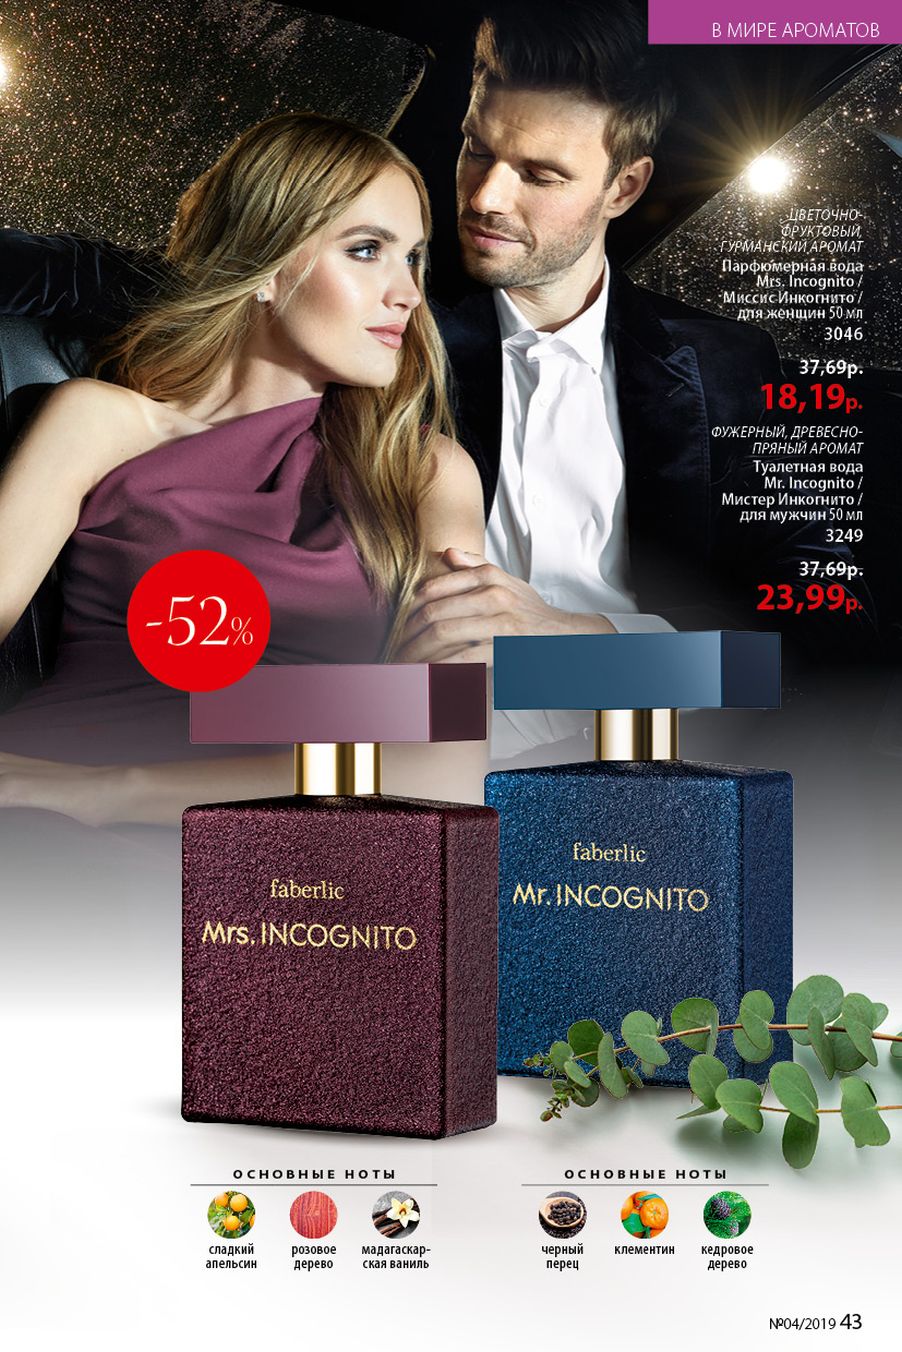 В МИРЕ АРОМАТОВ
ЦВЕТОЧНО-
ФРУКТОВЫЙ,
ГУРМАНСКИЙ АРОМАТ
Парфюмерная вода
Mrs. Incognito /
Миссис Инкогнито /
для женщин 50 мл
3046
37,69р.
18,19р.
ФУЖЕРНЫЙ, ДРЕВЕСНО-
ПРЯНЫЙ АРОМАТ
Туалетная вода
Mr. Incognito /
Мистер Инкогнито /
для мужчин 50 мл
3249
37,69р.
23,99р.
-52%
faberlic
Mrs. INCOGNITO
faberlic
Mr. INCOGNITO
ОСНОВНЫЕ НОТЫ
сладкий
апельсин
розовое
дерево
мадагаскар-
ская ваниль
ОСНОВНЫЕ НОТЫ
черный
перец
клементин
кедровое
дерево
№04/2019 43